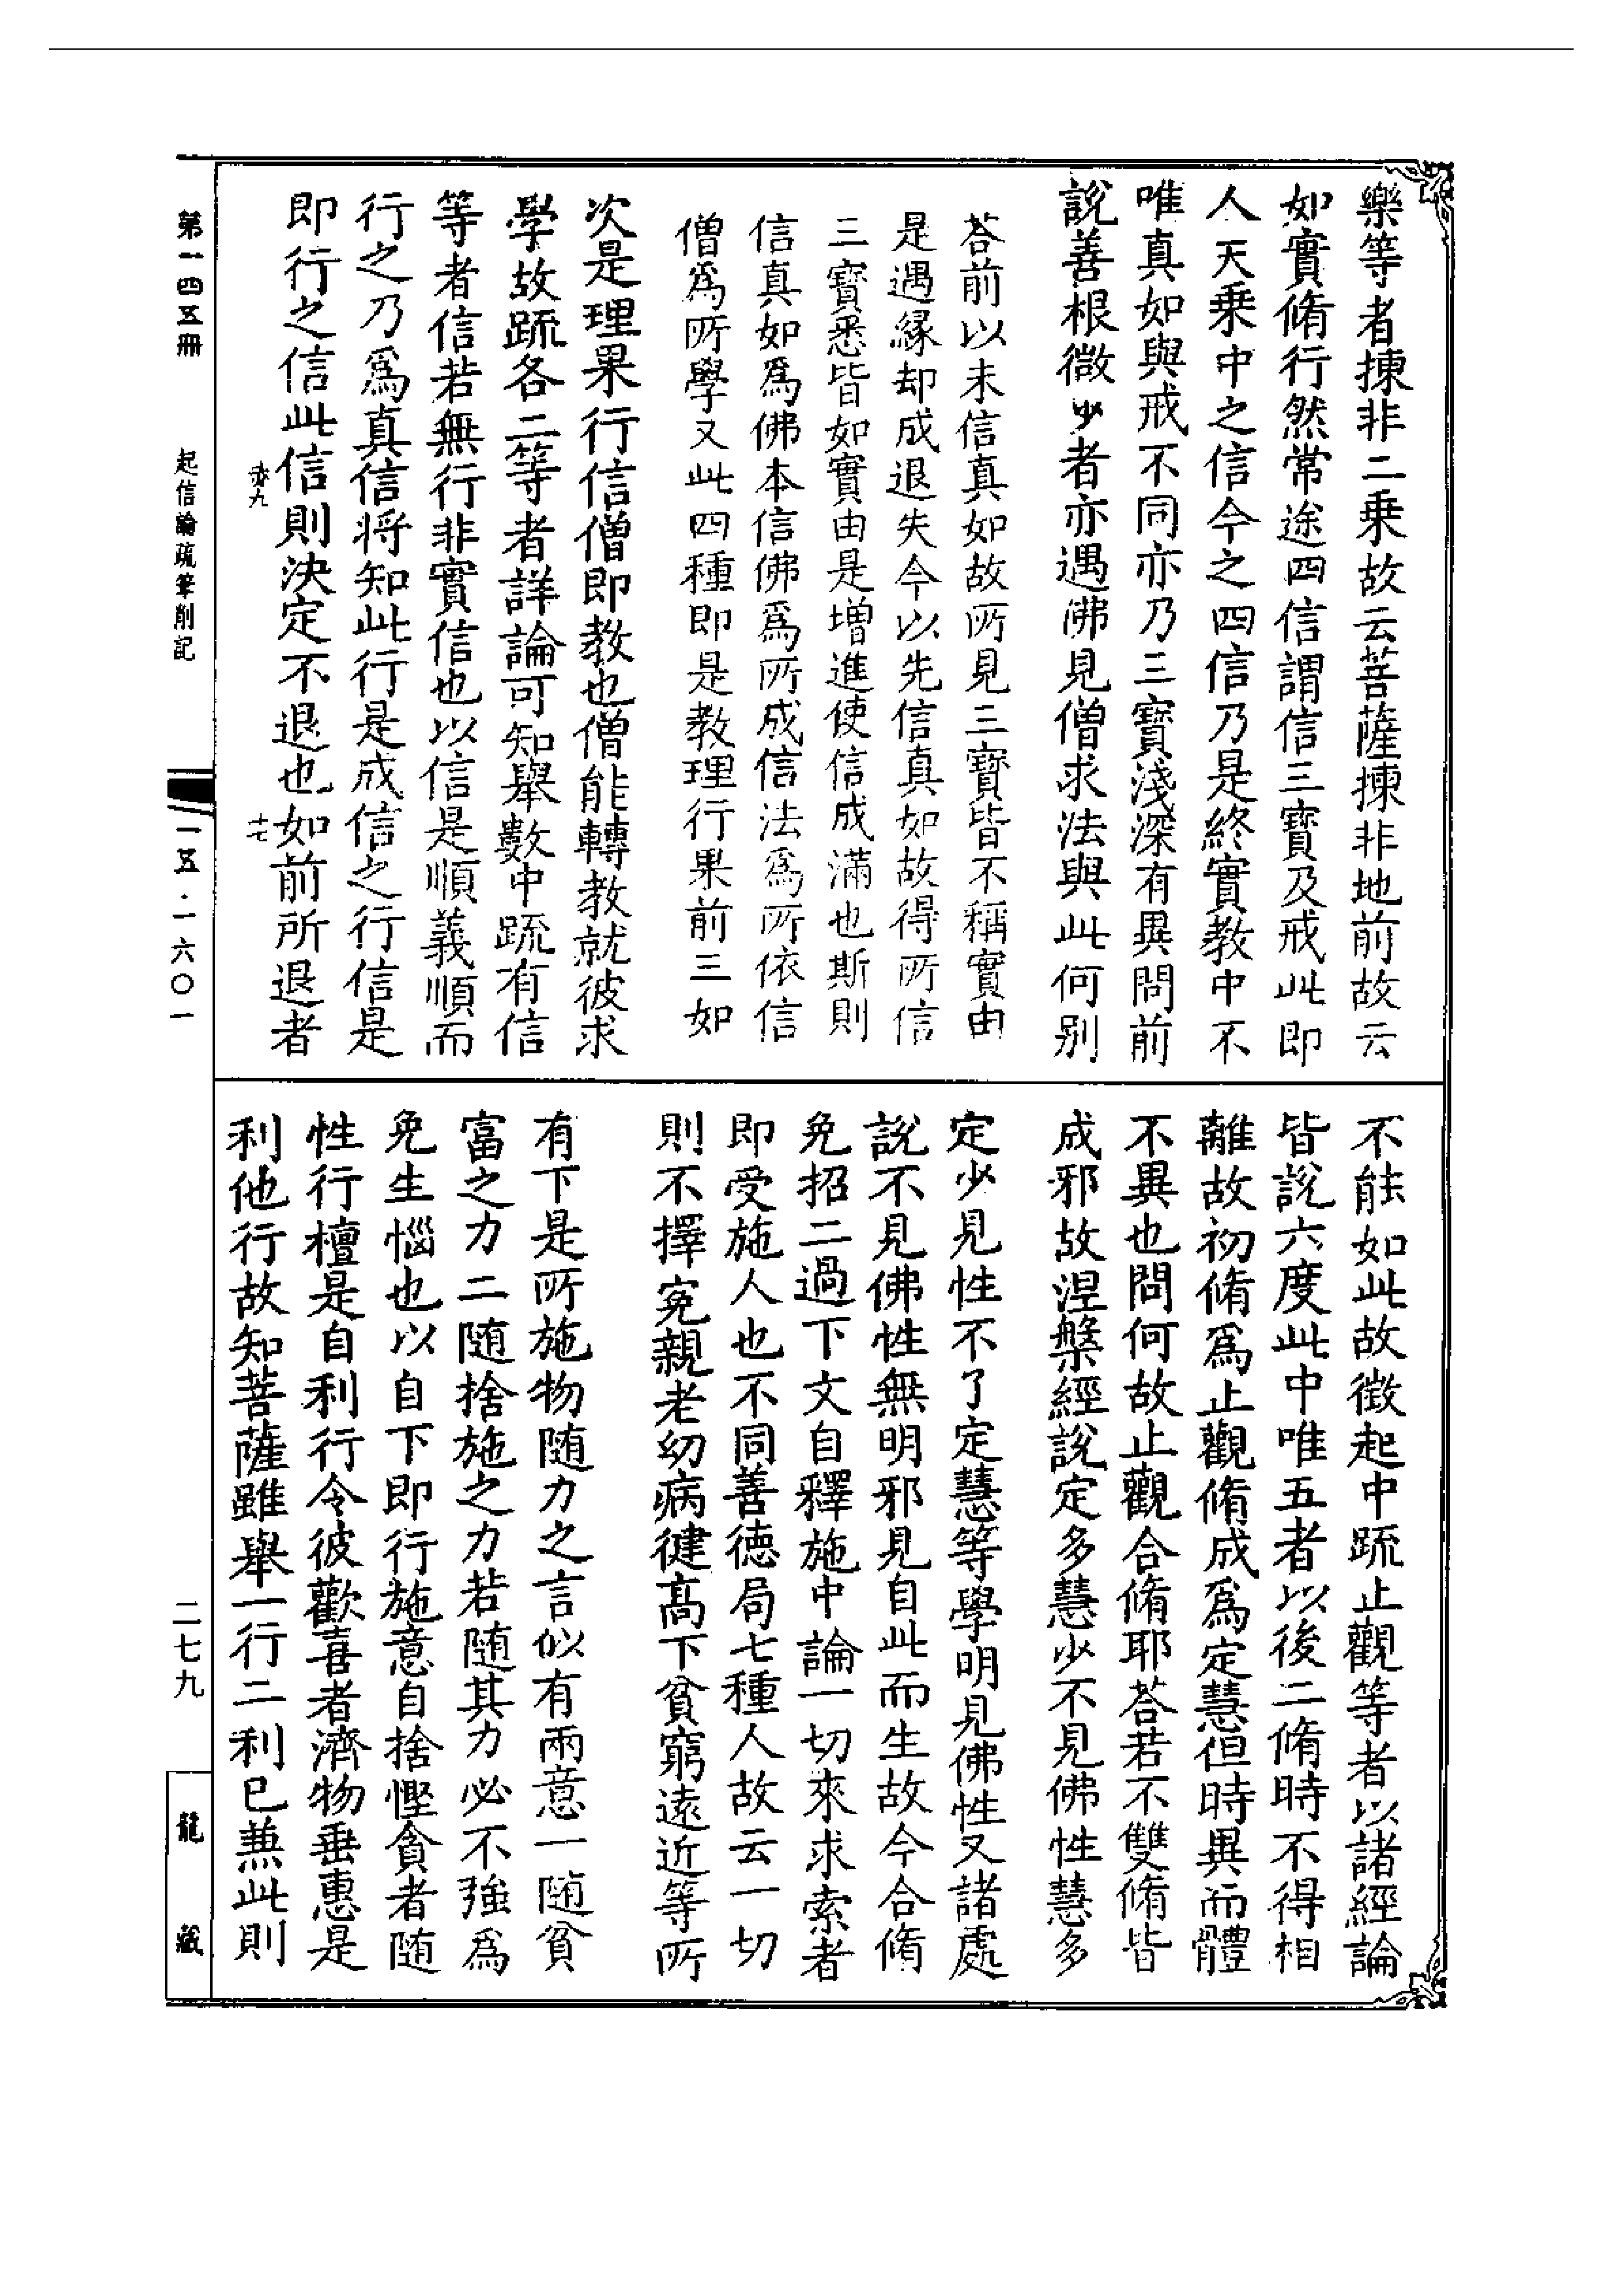 樂等者揀非二乗故云菩薩揀非地前故云
如實脩行然常途四信謂信三寶及戒此即
人天乗中之信今之四信乃是終實教中不
唯真如與戒不同亦乃三寶淺深有異問前
說善根微少者亦遇佛見僧求法與此何别
荅前以未信真如故所見三寶皆不稱實由
是遇縁却成退失今以先信真如故得所信
三寶悉皆如實由是增進使信成滿也斯則
信真如爲佛本信佛爲所成信法爲所依信
僧爲所學又此四種即是教理行果前三如
次是理果行信僧即教也僧能轉教就彼求
學故䟽各二等者詳論可知舉數中䟽有信
等者信若無行非實信也以信是順義順而
行之乃爲真信將知此行是成信之行信是
即行之信此信則決定不退也如前所退者
不能如此故徴起中䟽止觀等者以諸經論
皆說六度此中唯五者以後二脩時不得相
離故初脩爲止觀脩成爲定慧但時異而體
不異也問何故止觀合脩耶荅若不雙脩皆
成邪故涅槃經說定多慧少不見佛性慧多
定少見性不了定慧等學明見佛性又諸處
說不見佛性無明邪見自此而生故今合脩
免招二過下文自釋施中論一切來求索者
即受施人也不同善德局七種人故云一切
則不擇寃親老幼病健髙下貧窮遠近等所
有下是所施物随力之言似有兩意一随貧
富之力二随捨施之力若随其力必不強爲
免生惱也以自下即行施意自捨慳貪者随
性行檀是自利行令彼歡喜者濟物垂惠是
利他行故知菩薩雖舉一行二利已兼此則
第一四五冊
起信論疏筆削記
一五·一六〇一
二七九
龍藏
十七